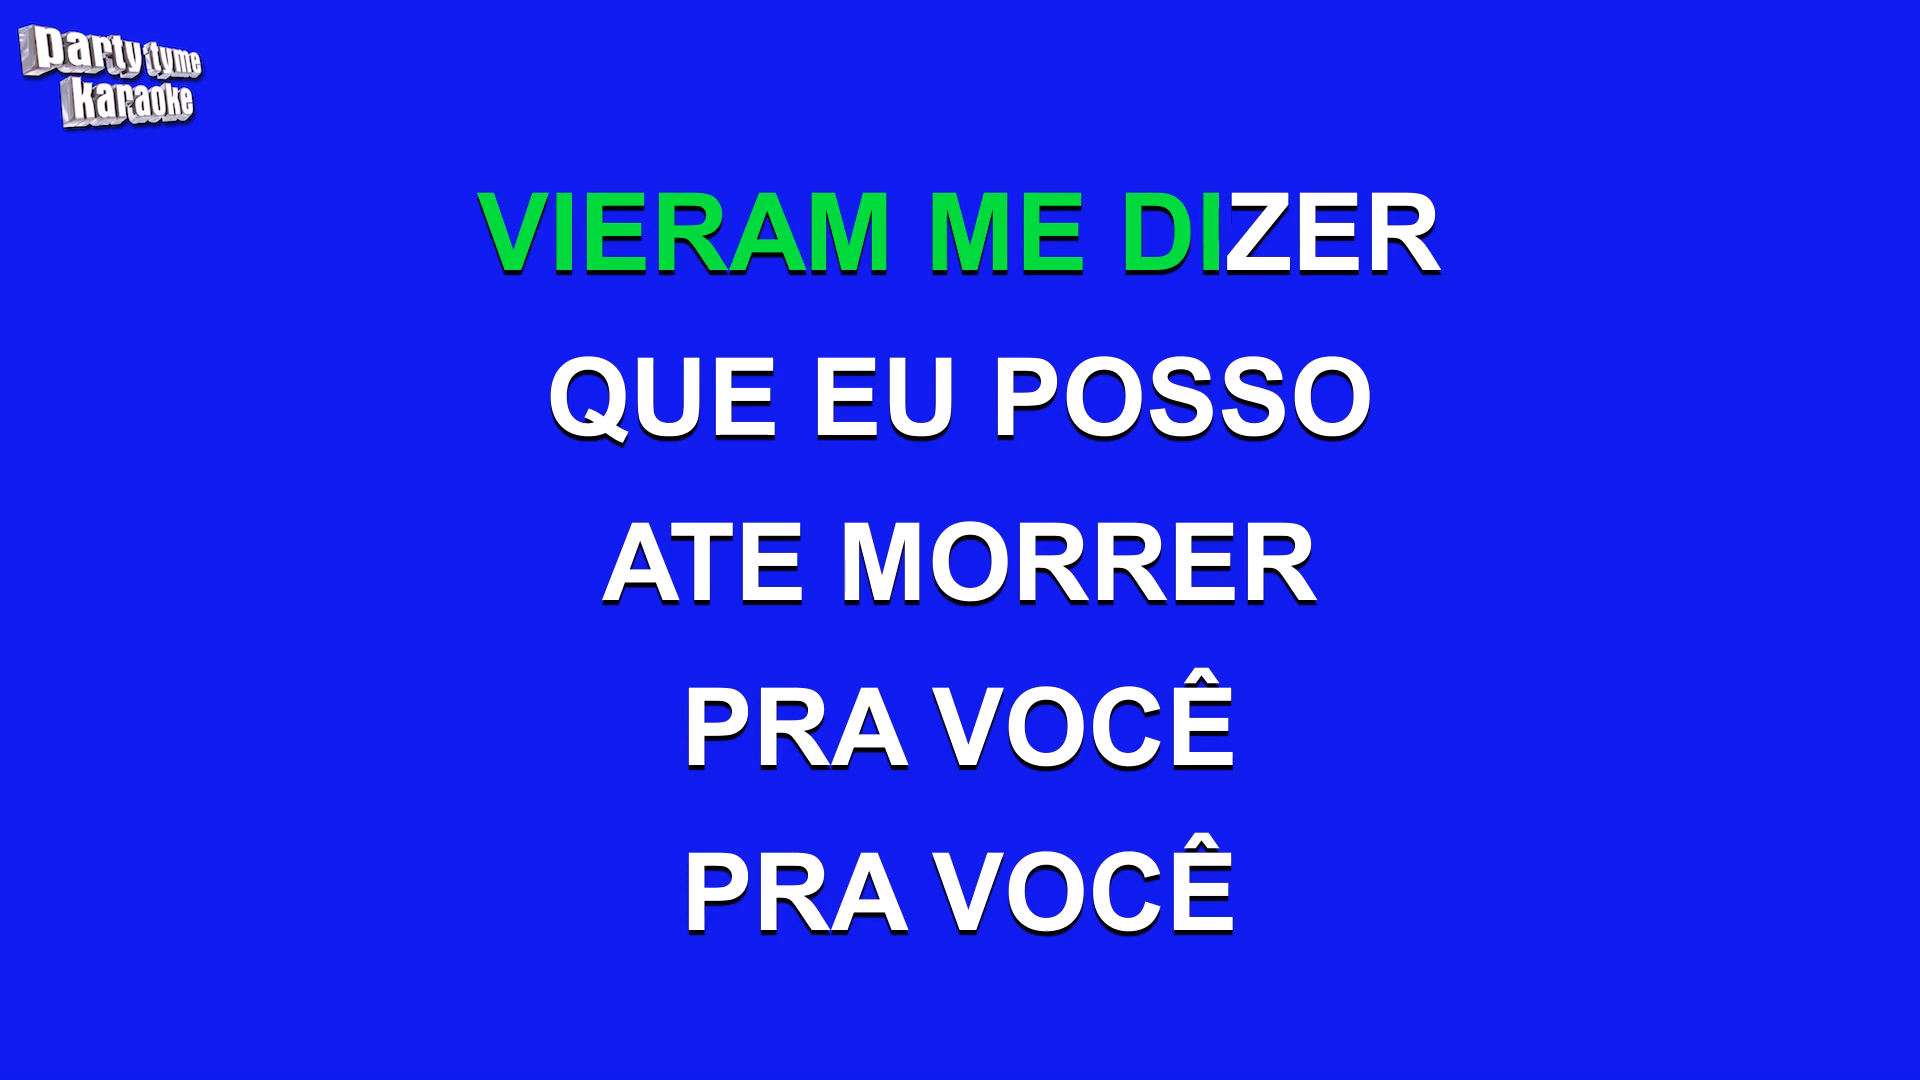 party tyme
karaoke
VIERAM ME DIZER
QUE EU POSSO
ATE MORRER
PRA VOCÊ
PRA VOCÊ